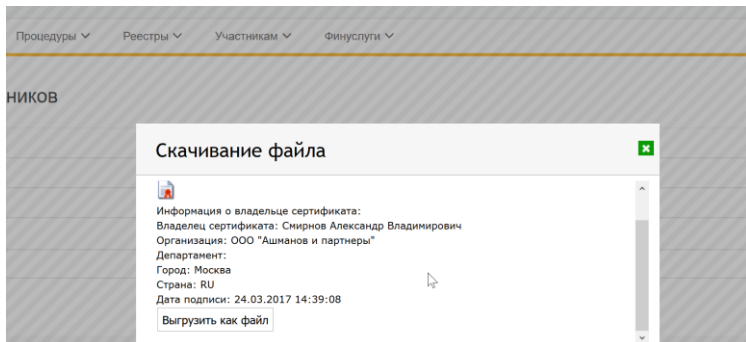 Процедуры Реестры Участникам Финуслуги
ников
Скачивание файла
Информация о владельце сертификата:
Владелец сертификата: Смирнов Александр Владимирович
Организация: ООО "Ашманов и партнеры"
Департамент:
Город: Москва
Страна: RU
Дата подписи: 24.03.2017 14:39:08
Выгрузить как файл